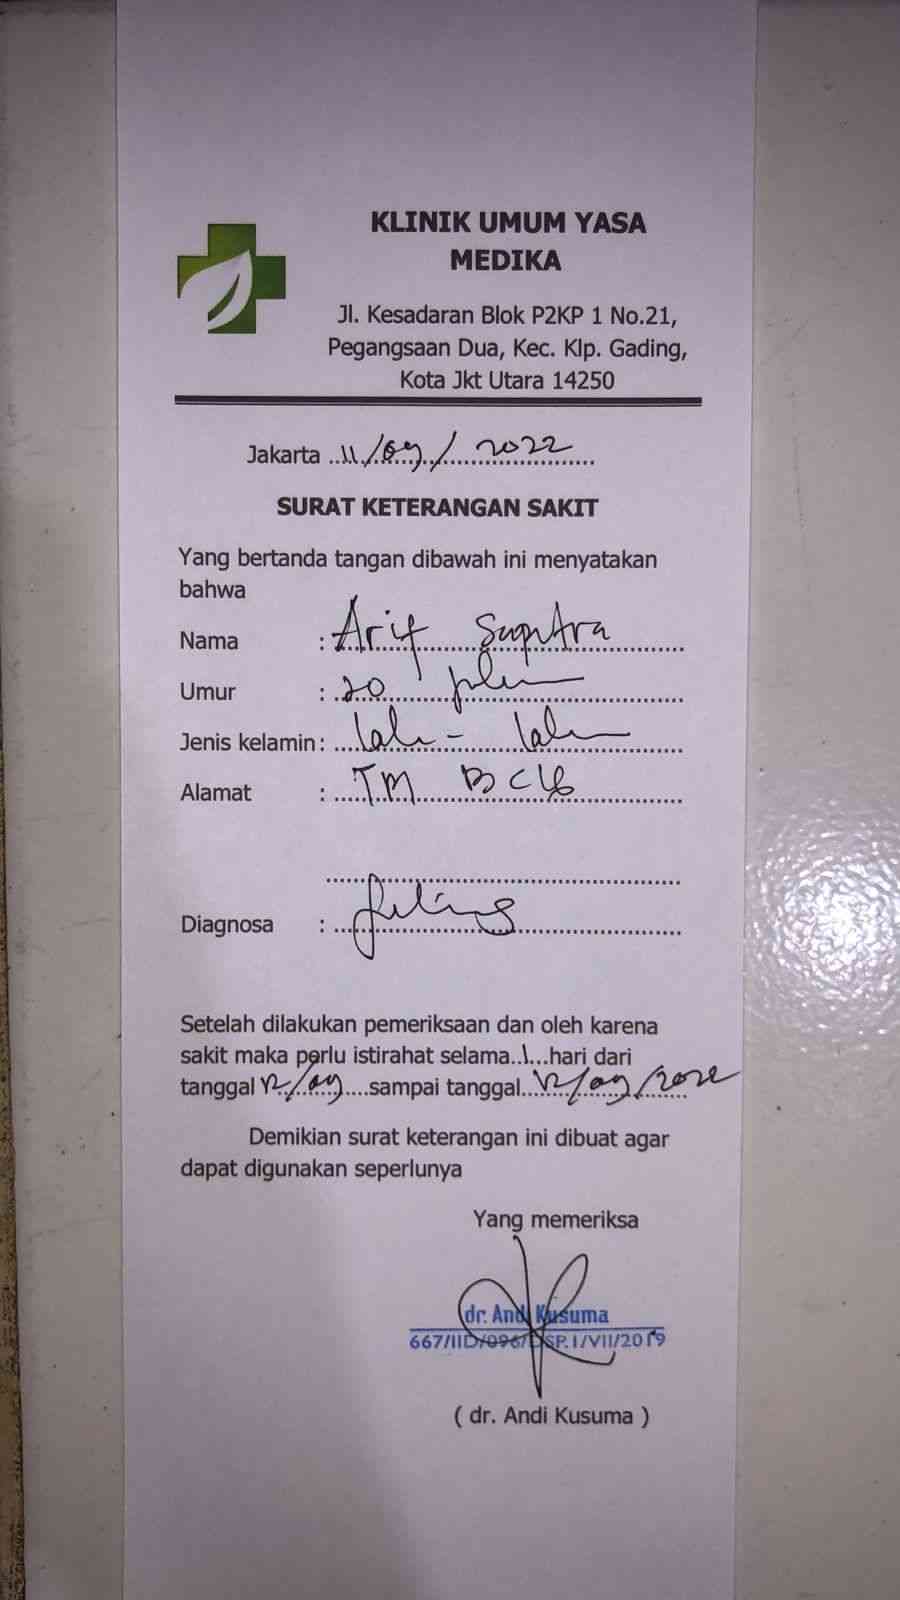 KLINIK UMUM YASA
MEDIKA
Jl. Kesadaran Blok P2KP 1 No.21,
Pegangsaan Dua, Kec. Klp. Gading,
Kota Jkt Utara 14250
Jakarta 11/09/2022
SURAT KETERANGAN SAKIT
Yang bertanda tangan dibawah ini menyatakan
bahwa
Nama : Arif Saputra
Umur : 20
Jenis kelamin : laki - laki
Alamat : TM
Diagnosa :
Setelah dilakukan pemeriksaan dan oleh karena
sakit maka perlu istirahat selama..1...hari dari
tanggal 12/09....sampai tanggal..12/09/2022
Demikian surat keterangan ini dibuat agar
dapat digunakan seperlunya
Yang memeriksa
dr. Andi Kusuma
667/IID/096/DSP.1/VII/2019
( dr. Andi Kusuma )